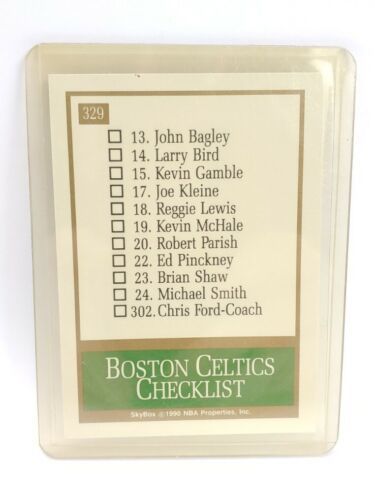 329
13. John Bagley
14. Larry Bird
15. Kevin Gamble
17. Joe Kleine
18. Reggie Lewis
19. Kevin McHale
20. Robert Parish
22. Ed Pinckney
23. Brian Shaw
24. Michael Smith
302. Chris Ford-Coach
BOSTON CELTICS
CHECKLIST
SkyBox ©1990 NBA Properties, Inc.